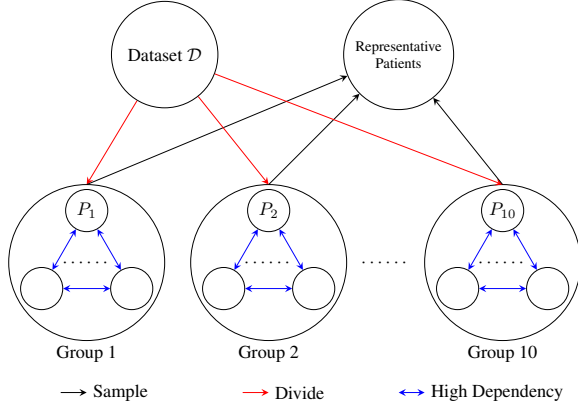 Dataset 𝒟
Representative
Patients
P₁
P₂
P₁₀
........
........
........
......
Group 1
Group 2
Group 10
Sample
Divide
High Dependency